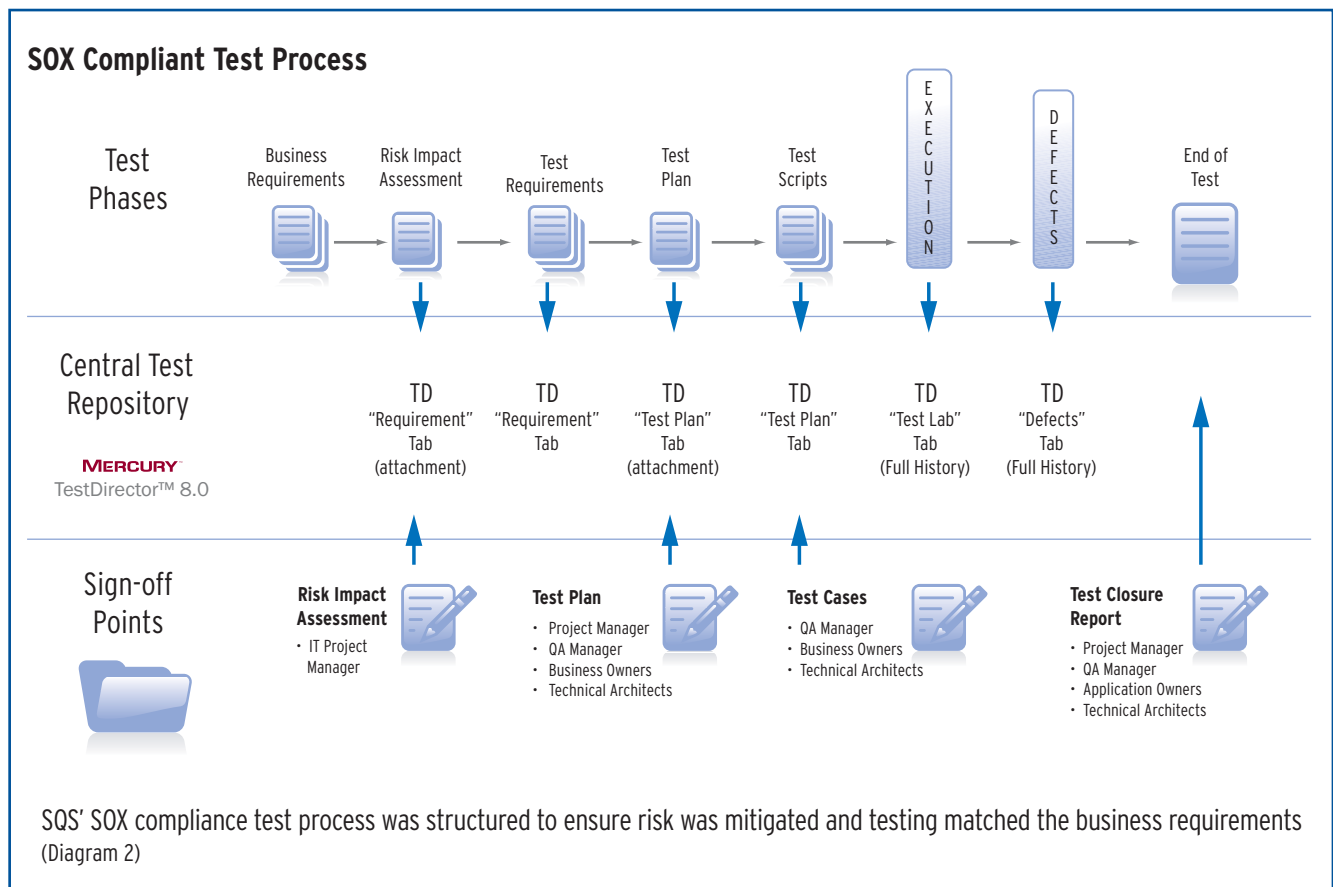 SOX Compliant Test Process
Test
Phases
Business
Requirements
Risk Impact
Assessment
Test
Requirements
Test
Plan
Test
Scripts
EXECUTION
DEFECTS
End of
Test
Central Test
Repository
MERCURY™
TestDirector™ 8.0
TD
“Requirement”
Tab
(attachment)
TD
“Requirement”
Tab
TD
“Test Plan”
Tab
(attachment)
TD
“Test Plan”
Tab
TD
“Test Lab”
Tab
(Full History)
TD
“Defects”
Tab
(Full History)
Sign-off
Points
Risk Impact
Assessment
• IT Project
Manager
Test Plan
• Project Manager
• QA Manager
• Business Owners
• Technical Architects
Test Cases
• QA Manager
• Business Owners
• Technical Architects
Test Closure
Report
• Project Manager
• QA Manager
• Application Owners
• Technical Architects
SQS’ SOX compliance test process was structured to ensure risk was mitigated and testing matched the business requirements
(Diagram 2)